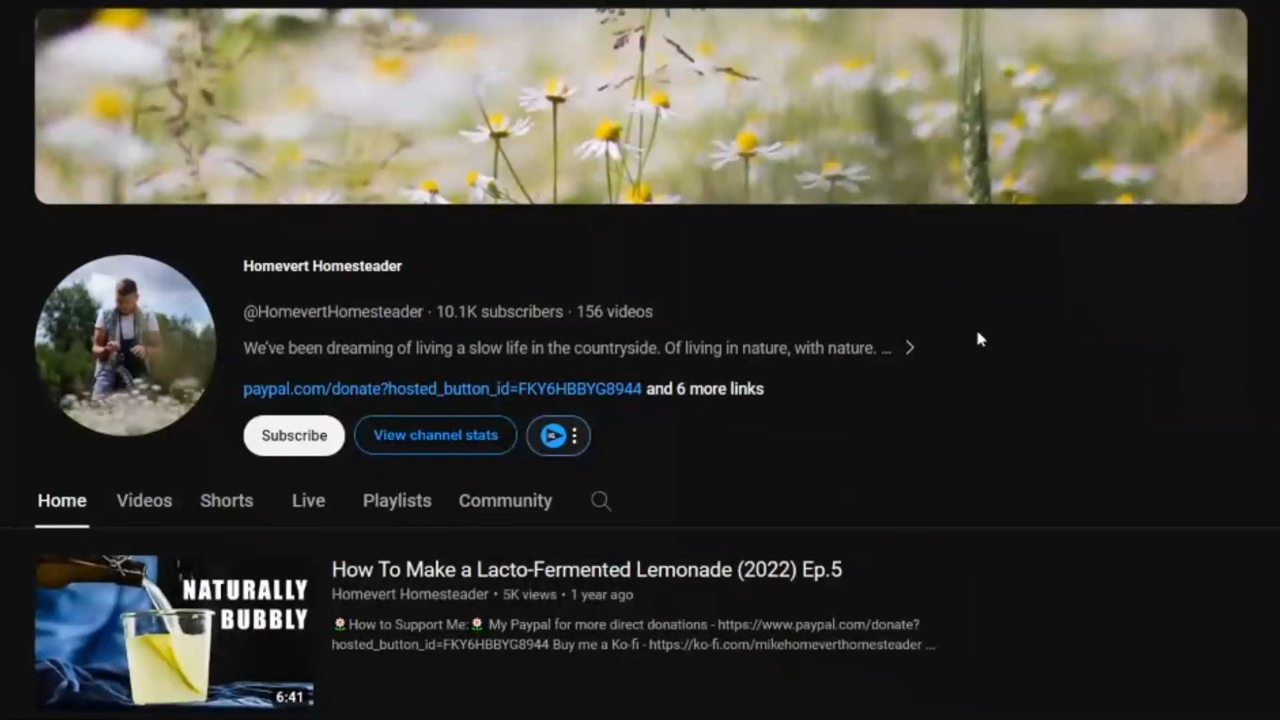 Homevert Homesteader
@HomevertHomesteader · 10.1K subscribers · 156 videos
We've been dreaming of living a slow life in the countryside. Of living in nature, with nature. ...
paypal.com/donate?hosted_button_id=FKY6HBBYG8944 and 6 more links
Subscribe View channel stats
Home Videos Shorts Live Playlists Community
NATURALLY
BUBBLY
6:41
How To Make a Lacto-Fermented Lemonade (2022) Ep.5
Homevert Homesteader • 5K views • 1 year ago
🌼How to Support Me:🌼 My Paypal for more direct donations - https://www.paypal.com/donate?
hosted_button_id=FKY6HBBYG8944 Buy me a Ko-fi - https://ko-fi.com/mikehomeverthomesteader ...